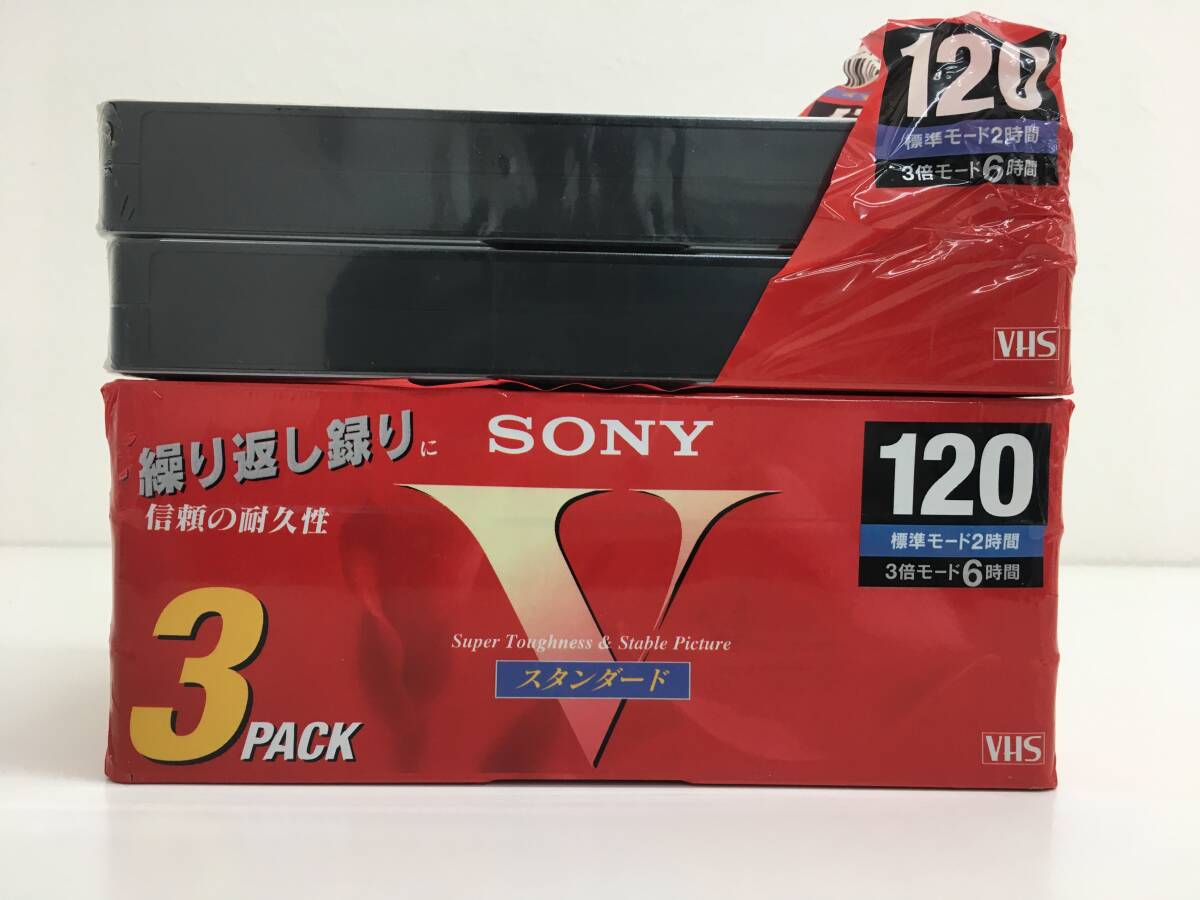 120
標準モード2時間
3倍モード6時間
VHS
繰り返し録りに
信頼の耐久性
SONY
V
120
標準モード2時間
3倍モード6時間
Super Toughness & Stable Picture
スタンダード
3PACK
VHS